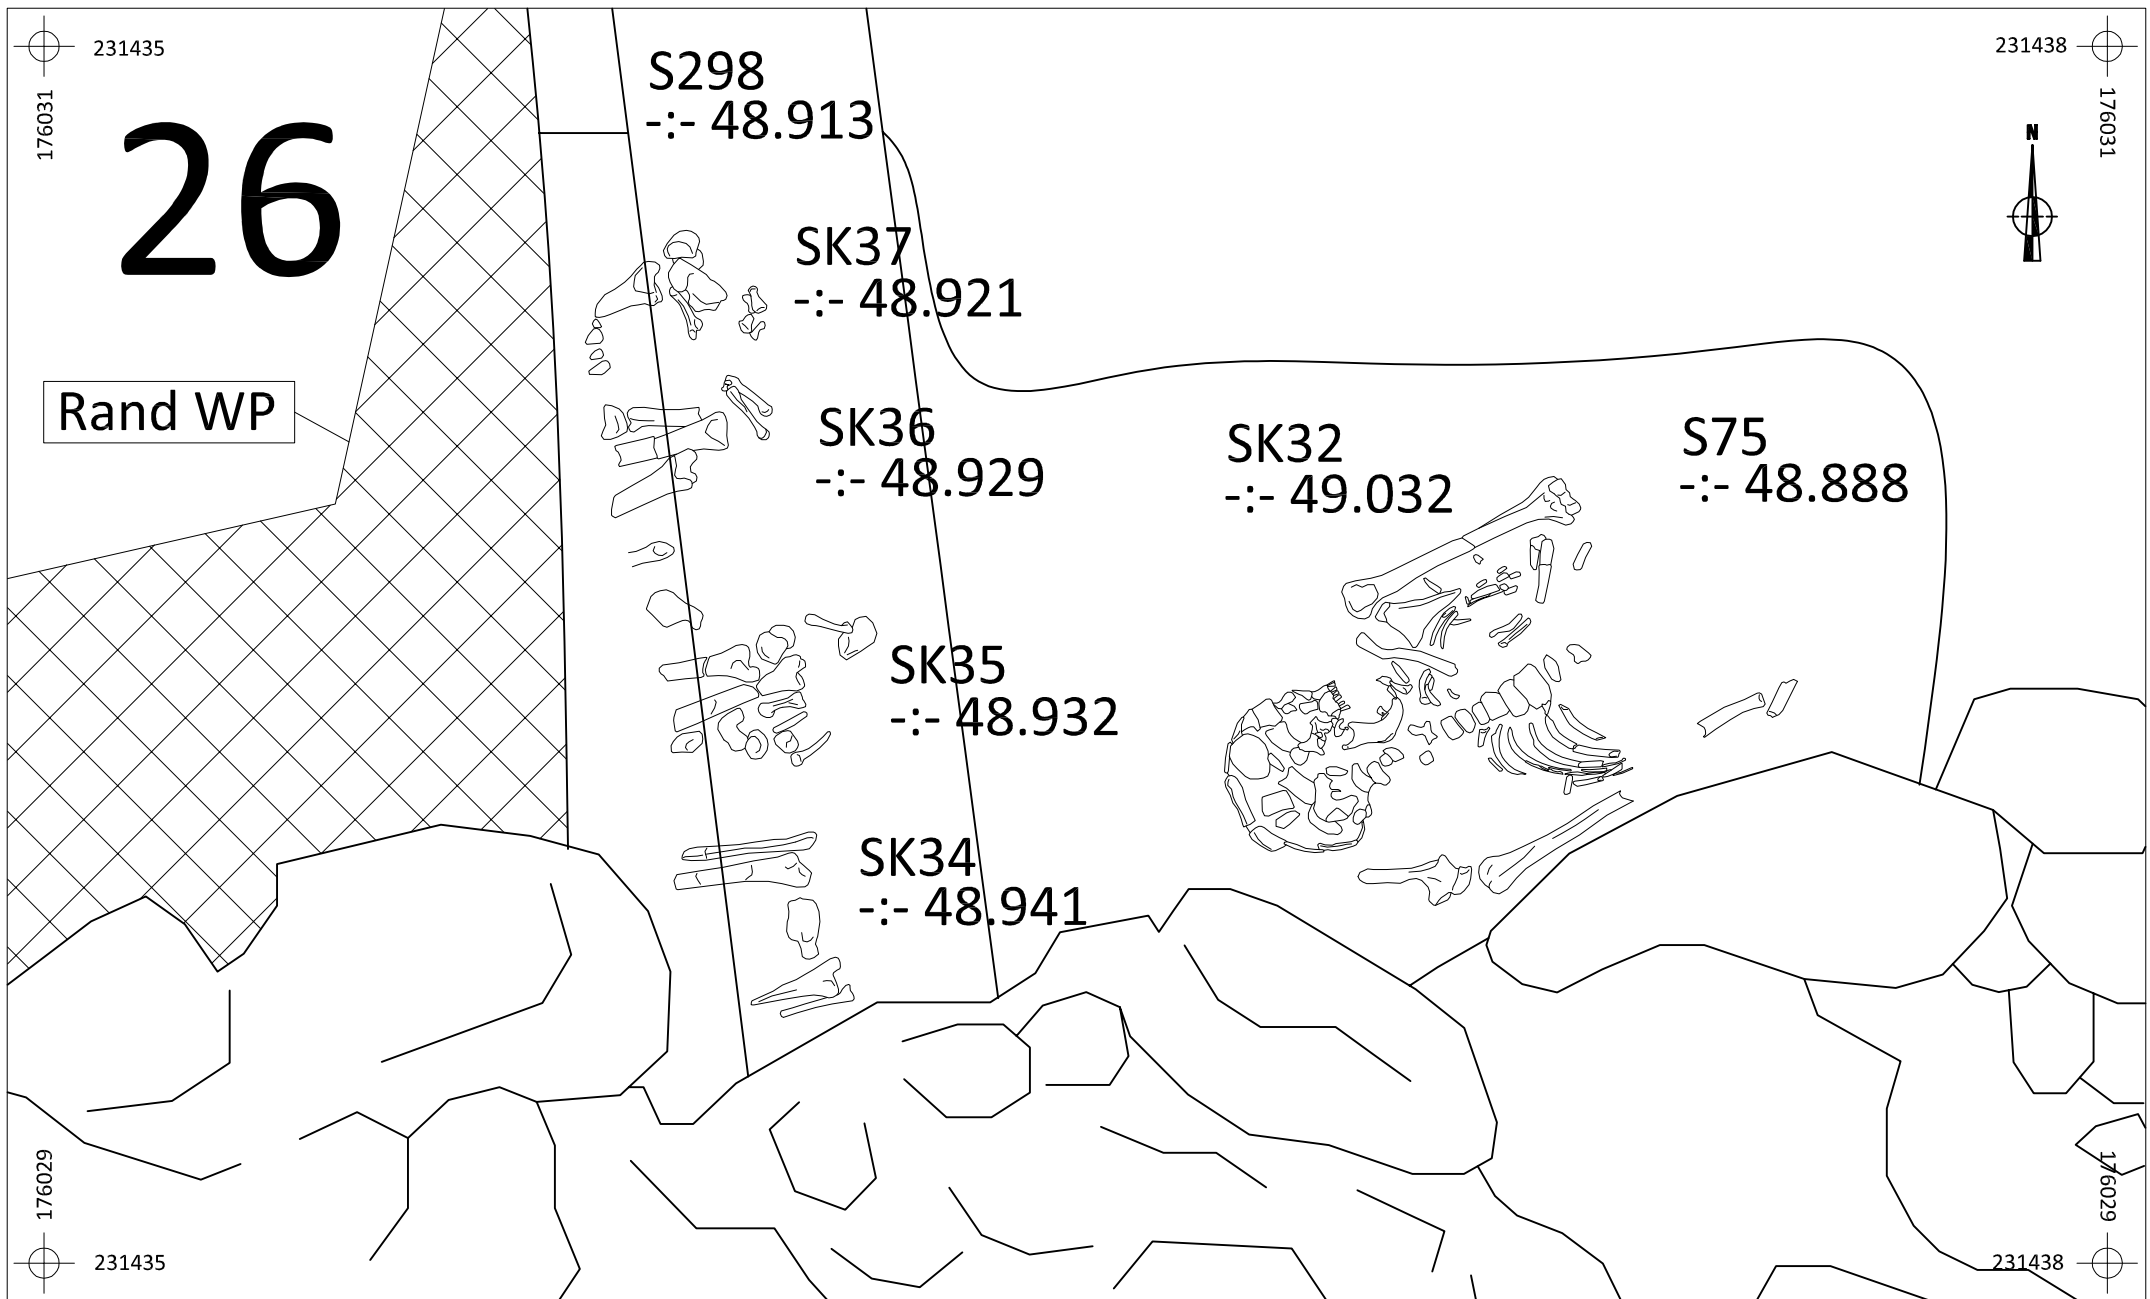 231435
231438
176031
176031
26
N
S298
-:- 48.913
SK37
-:- 48.921
Rand WP
SK36
-:- 48.929
SK32
-:- 49.032
S75
-:- 48.888
SK35
-:- 48.932
SK34
-:- 48.941
176029
176029
231435
231438